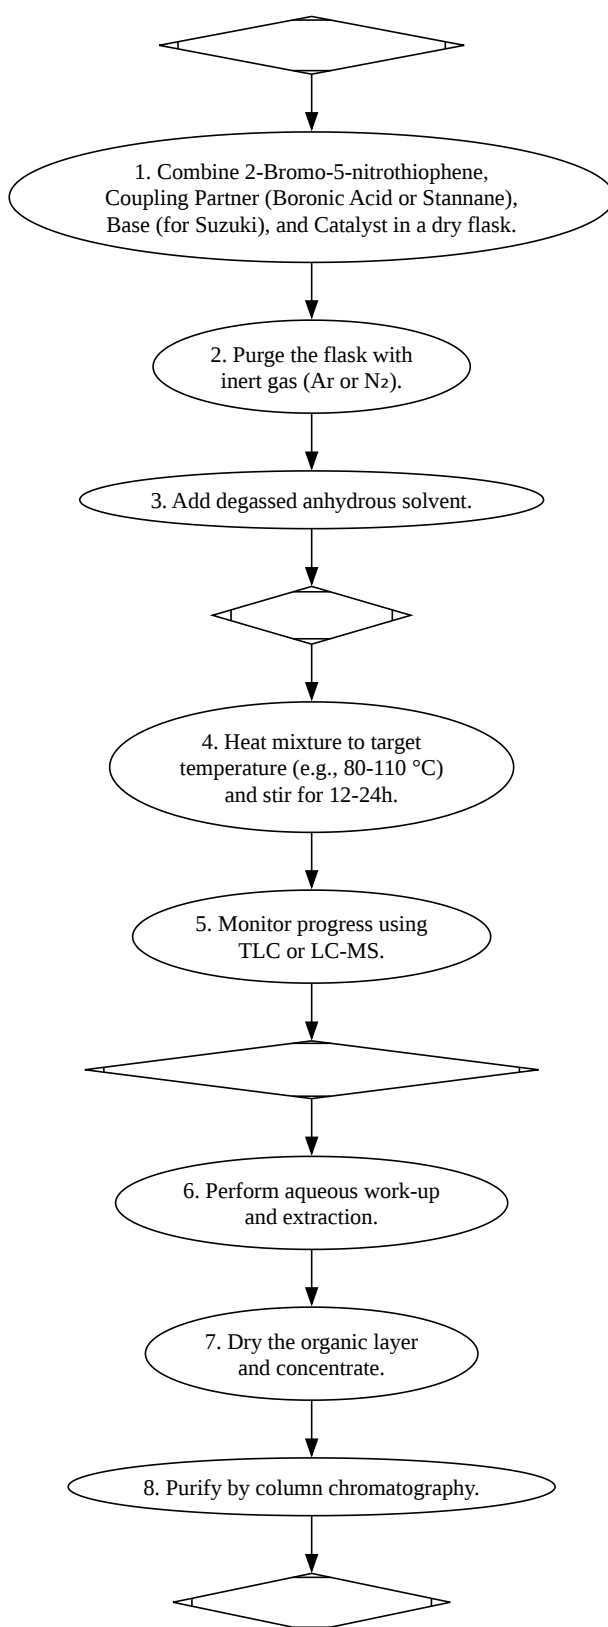 1. Combine 2-Bromo-5-nitrothiophene,
Coupling Partner (Boronic Acid or Stannane),
Base (for Suzuki), and Catalyst in a dry flask.
2. Purge the flask with
inert gas (Ar or N₂).
3. Add degassed anhydrous solvent.
4. Heat mixture to target
temperature (e.g., 80-110 °C)
and stir for 12-24h.
5. Monitor progress using
TLC or LC-MS.
6. Perform aqueous work-up
and extraction.
7. Dry the organic layer
and concentrate.
8. Purify by column chromatography.